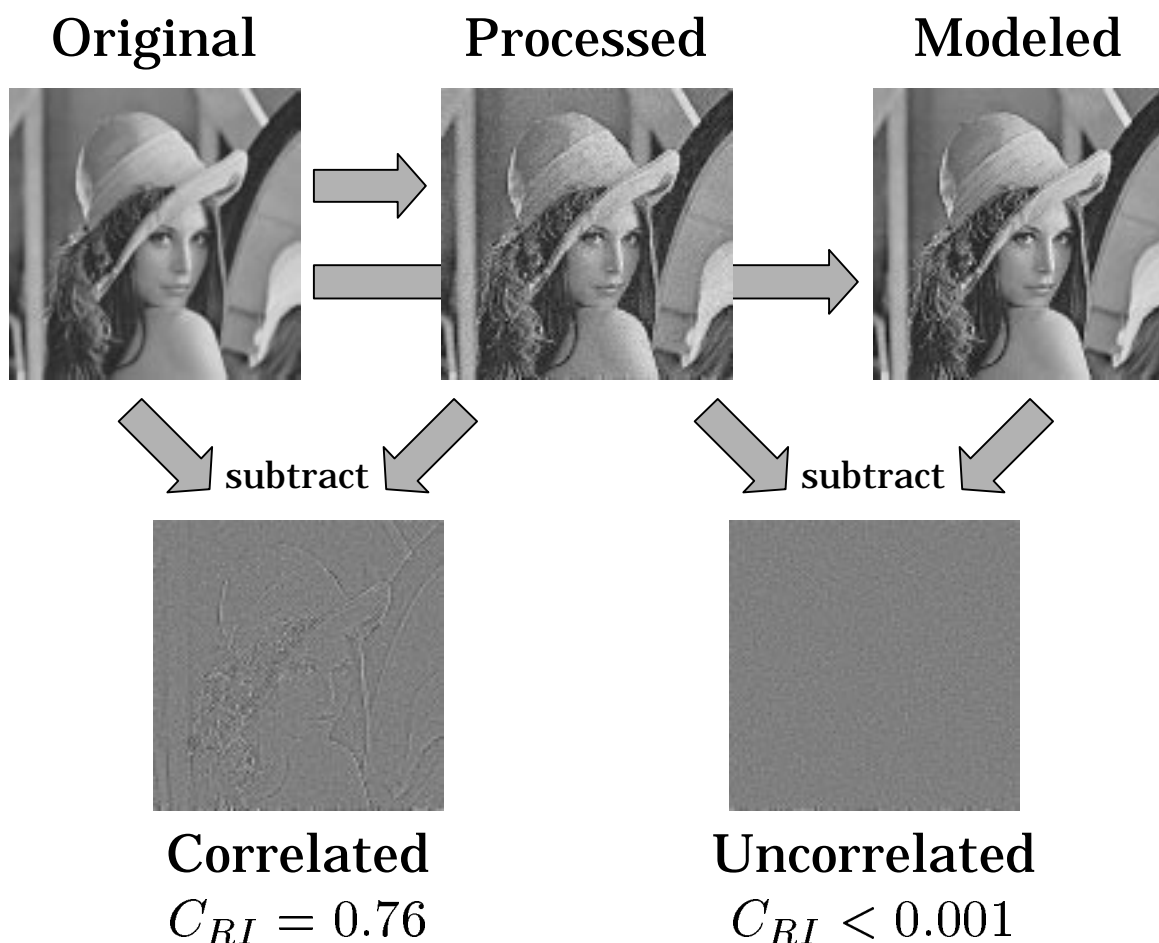 Original Processed Modeled
subtract subtract
Correlated Uncorrelated
C_{RI} = 0.76 C_{RI} < 0.001